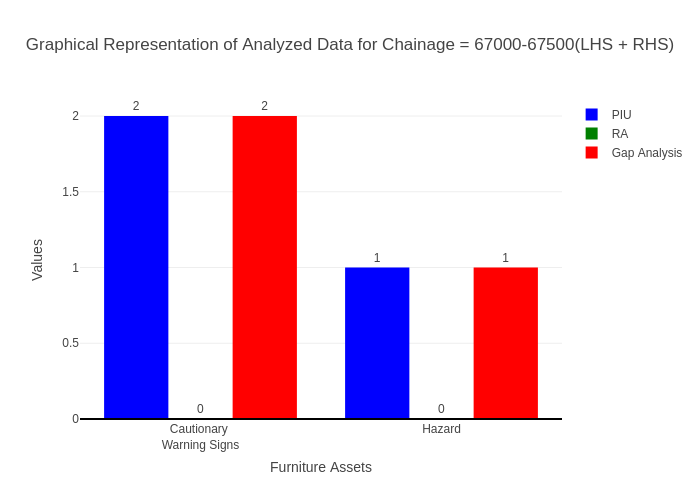 Graphical Representation of Analyzed Data for Chainage = 67000-67500(LHS + RHS)
PIU
RA
Gap Analysis
2
2
1
1
0
0
2
1.5
1
0.5
0
Values
Cautionary
Warning Signs
Hazard
Furniture Assets